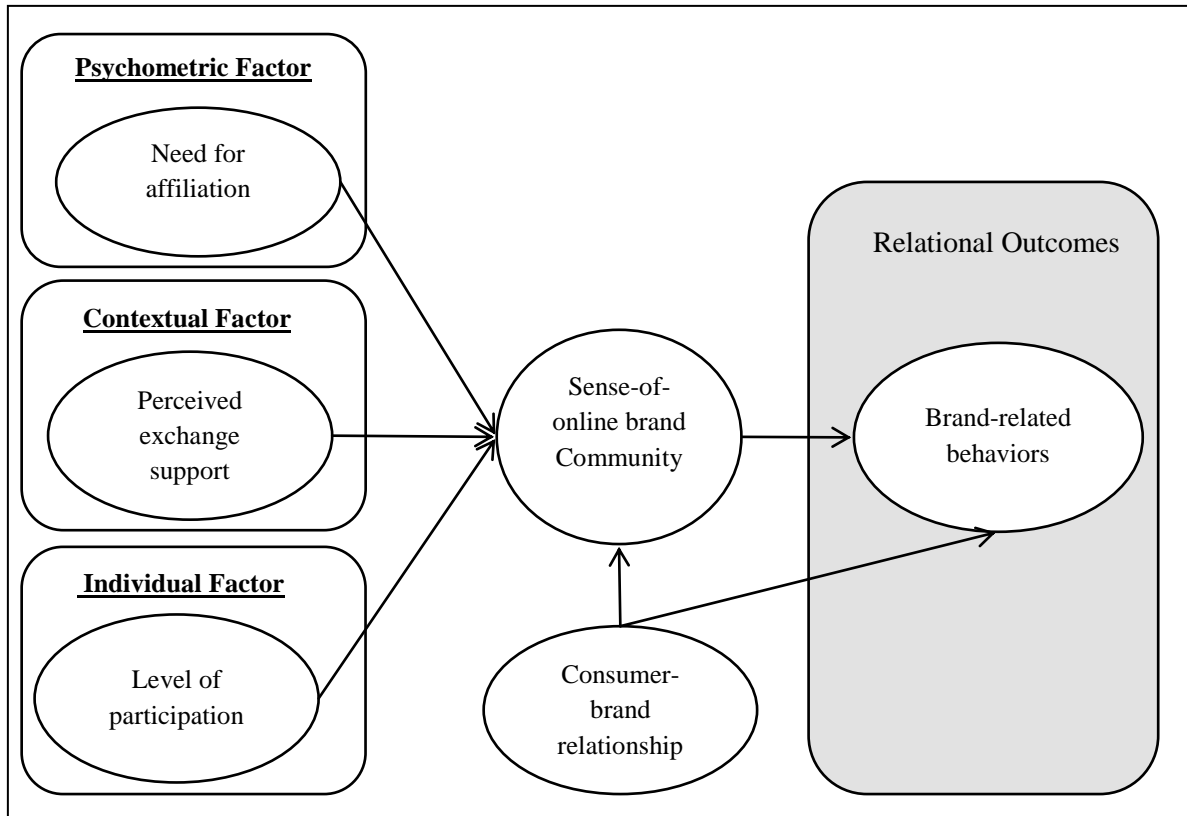 Psychometric Factor
Need for
affiliation
Contextual Factor
Perceived
exchange
support
Individual Factor
Level of
participation
Sense-of-
online brand
Community
Consumer-
brand
relationship
Relational Outcomes
Brand-related
behaviors